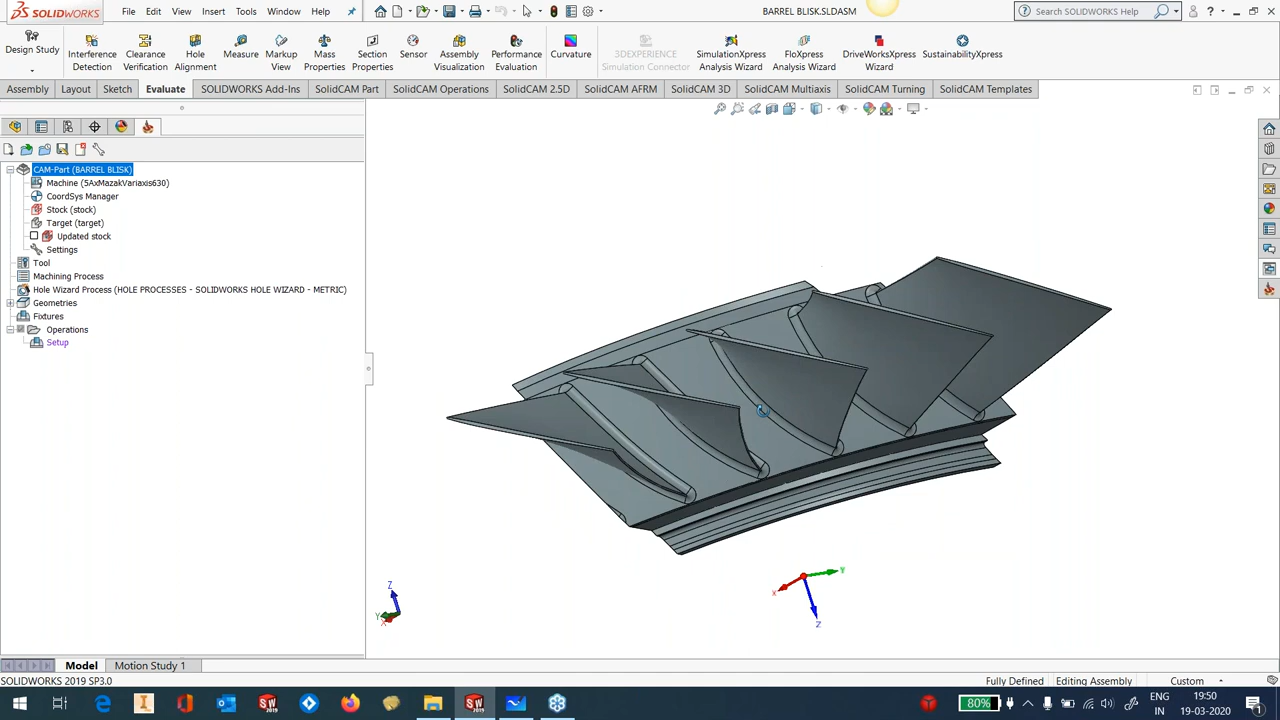 SOLIDWORKS File Edit View Insert Tools Window Help BARREL BLISK.SLDASM Search SOLIDWORKS Help
Design Study Interference Detection Clearance Verification Hole Alignment Measure Markup View Mass Properties Section Properties Sensor Assembly Visualization Performance Evaluation Curvature 3DEXPERIENCE Simulation Connector SimulationXpress Analysis Wizard FloXpress Analysis Wizard DriveWorksXpress Wizard SustainabilityXpress
Assembly Layout Sketch Evaluate SOLIDWORKS Add-Ins SolidCAM Part SolidCAM Operations SolidCAM 2.5D SolidCAM AFRM SolidCAM 3D SolidCAM Multiaxis SolidCAM Turning SolidCAM Templates
CAM-Part (BARREL BLISK)
Machine (5AxMazakVariaxis630)
CoordSys Manager
Stock (stock)
Target (target)
Updated stock
Settings
Tool
Machining Process
Hole Wizard Process (HOLE PROCESSES - SOLIDWORKS HOLE WIZARD - METRIC)
Geometries
Fixtures
Operations
Setup
Y
X
Z
Z
Y
X
Model Motion Study 1
SOLIDWORKS 2019 SP3.0 Fully Defined Editing Assembly Custom
80% ENG 19:50
IN 19-03-2020